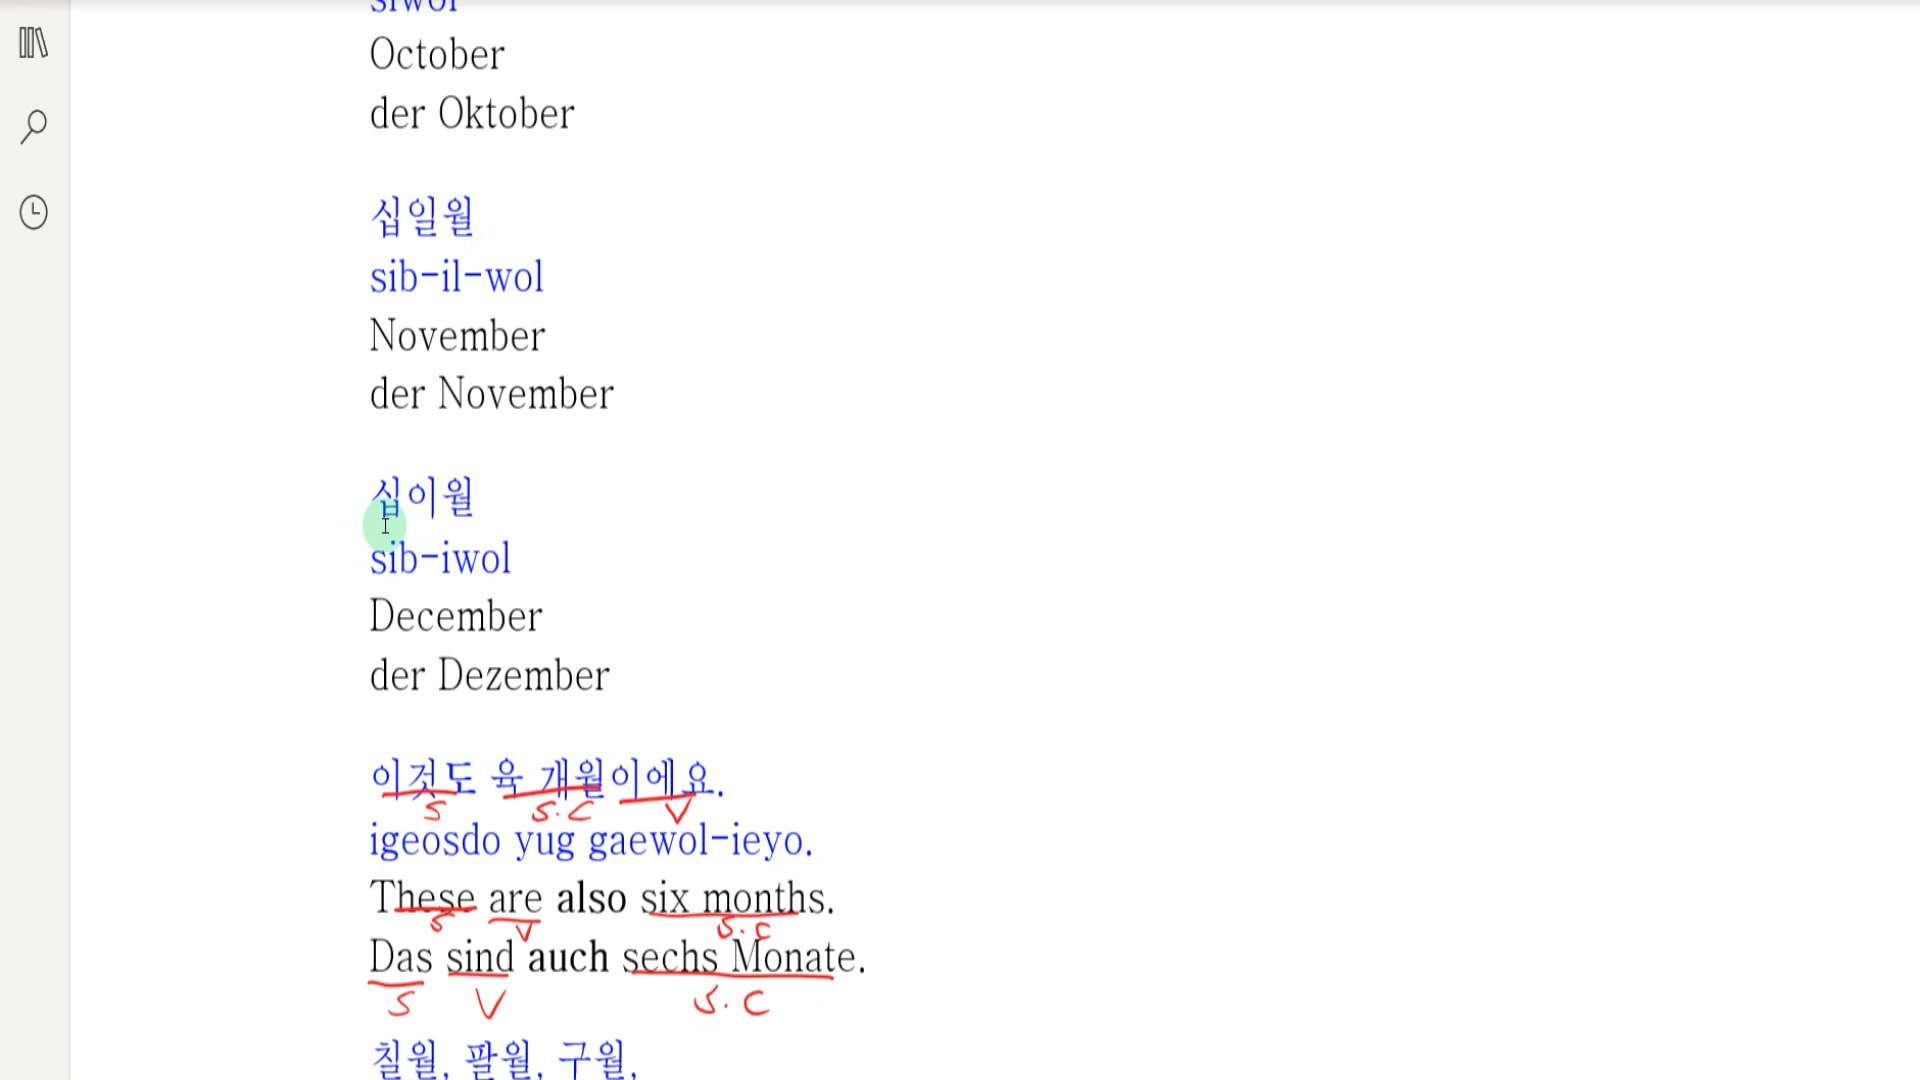 siwol
October
der Oktober
십일월
sib-il-wol
November
der November
십이월
sib-iwol
December
der Dezember
이것도 육 개월이에요.
S S.C V
igeosdo yug gaewol-ieyo.
These are also six months.
S V S.C
Das sind auch sechs Monate.
S V S.C
칠월, 팔월, 구월,